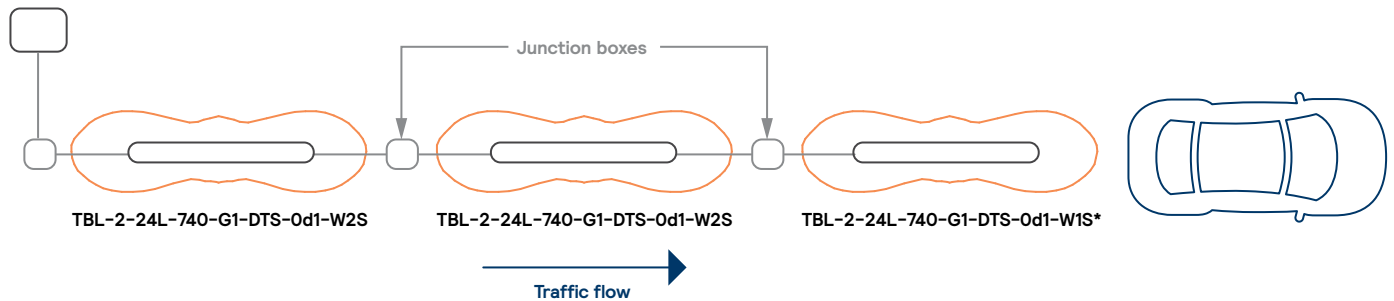 Junction boxes
TBL-2-24L-740-G1-DTS-0d1-W2S
TBL-2-24L-740-G1-DTS-0d1-W2S
TBL-2-24L-740-G1-DTS-0d1-W1S*
Traffic flow